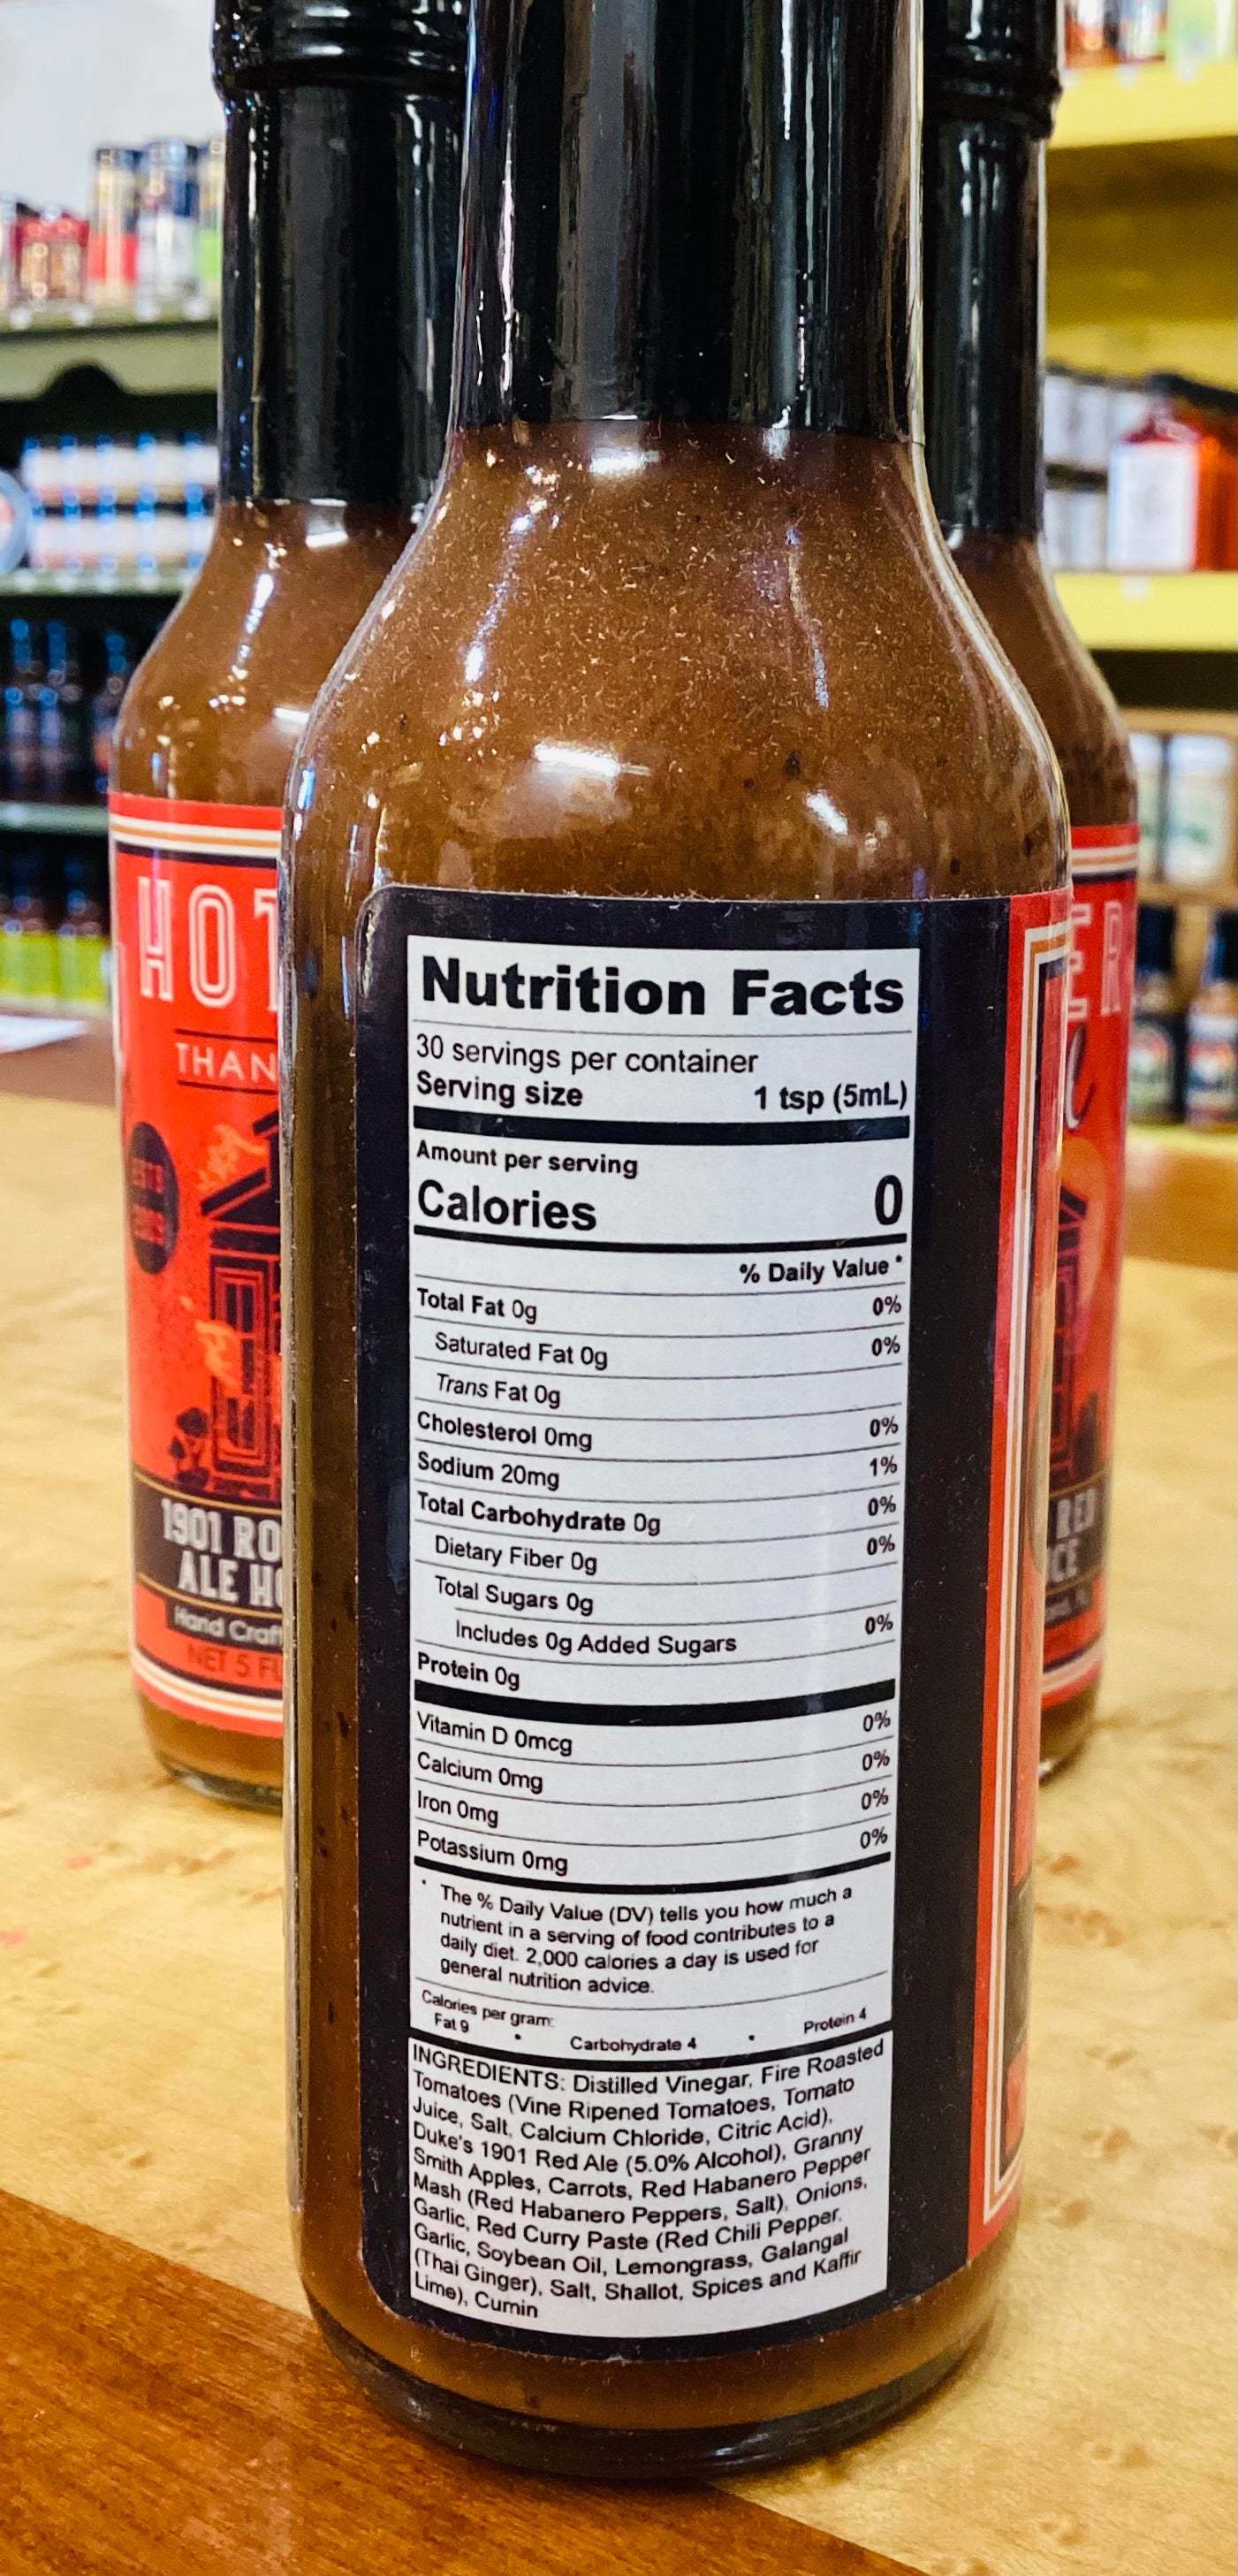 Nutrition Facts
30 servings per container
Serving size 1 tsp (5mL)
Amount per serving
Calories 0
% Daily Value *
Total Fat 0g 0%
Saturated Fat 0g 0%
Trans Fat 0g
Cholesterol 0mg 0%
Sodium 20mg 1%
Total Carbohydrate 0g 0%
Dietary Fiber 0g 0%
Total Sugars 0g
Includes 0g Added Sugars 0%
Protein 0g
Vitamin D 0mcg 0%
Calcium 0mg 0%
Iron 0mg 0%
Potassium 0mg 0%
* The % Daily Value (DV) tells you how much a
nutrient in a serving of food contributes to a
daily diet. 2,000 calories a day is used for
general nutrition advice.
Calories per gram:
Fat 9 • Carbohydrate 4 • Protein 4
INGREDIENTS: Distilled Vinegar, Fire Roasted
Tomatoes (Vine Ripened Tomatoes, Tomato
Juice, Salt, Calcium Chloride, Citric Acid),
Duke's 1901 Red Ale (5.0% Alcohol), Granny
Smith Apples, Carrots, Red Habanero Pepper
Mash (Red Habanero Peppers, Salt), Onions,
Garlic, Red Curry Paste (Red Chili Pepper,
Garlic, Soybean Oil, Lemongrass, Galangal
(Thai Ginger), Salt, Shallot, Spices and Kaffir
Lime), Cumin
HOT
THAN
1901 RO
ALE HO
Hand Craf
NET 5 FL
ER
RED
CE